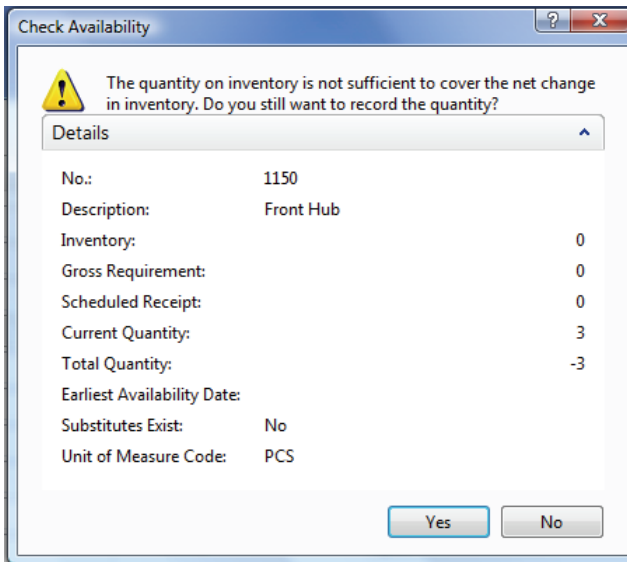 Check Availability
?
The quantity on inventory is not sufficient to cover the net change
in inventory. Do you still want to record the quantity?
Details
No.: 1150
Description: Front Hub
Inventory: 0
Gross Requirement: 0
Scheduled Receipt: 0
Current Quantity: 3
Total Quantity: -3
Earliest Availability Date:
Substitutes Exist: No
Unit of Measure Code: PCS
Yes No